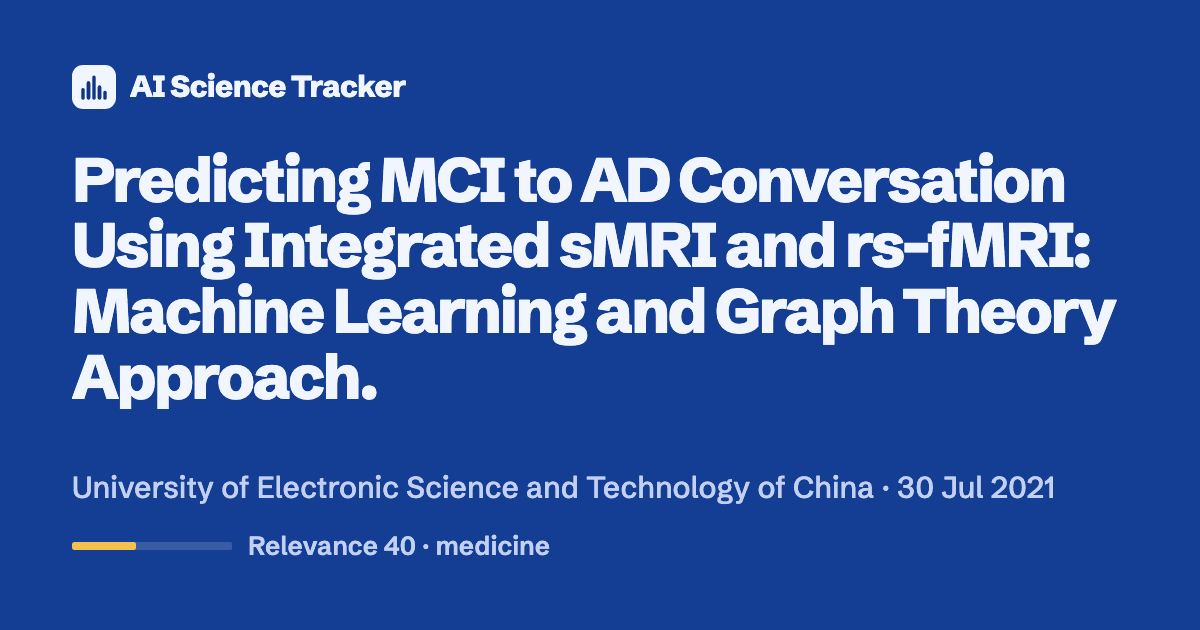 AI Science Tracker
Predicting MCI to AD Conversation
Using Integrated sMRI and rs-fMRI:
Machine Learning and Graph Theory
Approach.
University of Electronic Science and Technology of China · 30 Jul 2021
Relevance 40 · medicine